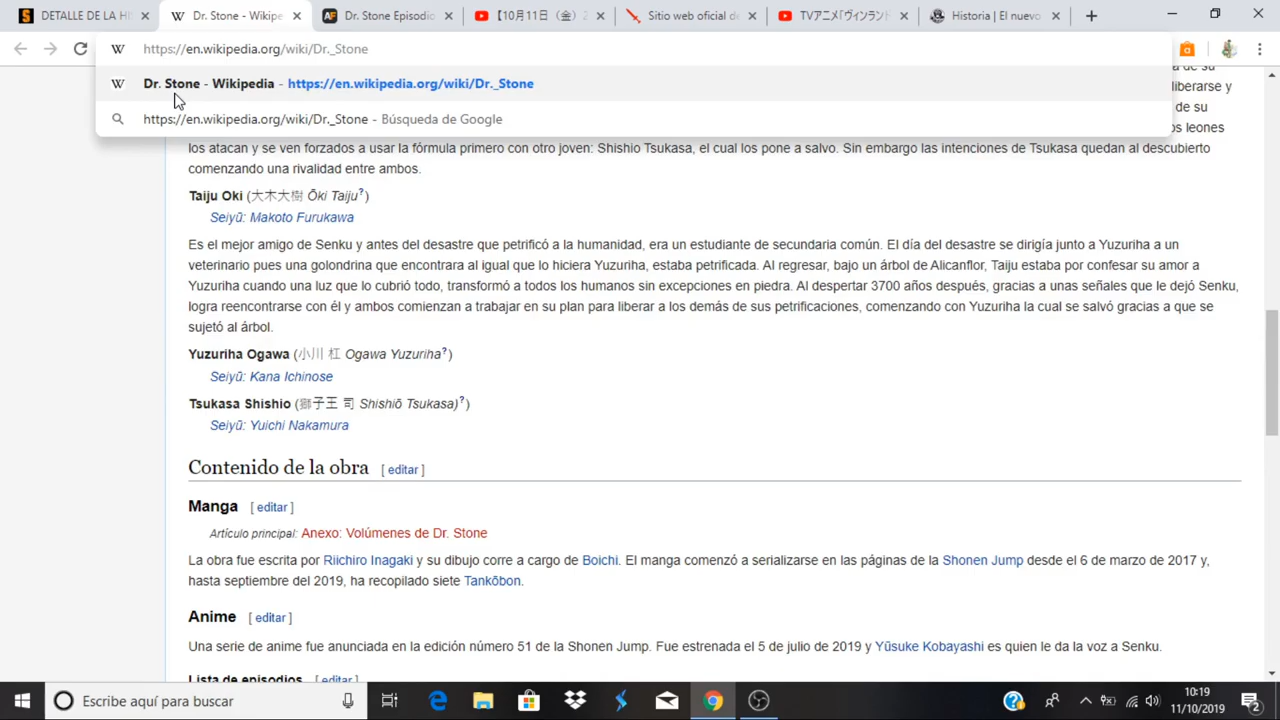 DETALLE DE LA HI
Dr. Stone - Wikipe
Dr. Stone Episodio
【10月11日（金）2
Sitio web oficial de
TVアニメ「ヴィンラント
Historia | El nuevo
https://en.wikipedia.org/wiki/Dr._Stone
Dr. Stone - Wikipedia - https://en.wikipedia.org/wiki/Dr._Stone
https://en.wikipedia.org/wiki/Dr._Stone - Búsqueda de Google
a de su
liberarse y
de su
os leones
los atacan y se ven forzados a usar la fórmula primero con otro joven: Shishio Tsukasa, el cual los pone a salvo. Sin embargo las intenciones de Tsukasa quedan al descubierto
comenzando una rivalidad entre ambos.
Taiju Oki (大木大樹 Ōki Taiju?)
Seiyū: Makoto Furukawa
Es el mejor amigo de Senku y antes del desastre que petrificó a la humanidad, era un estudiante de secundaria común. El día del desastre se dirigía junto a Yuzuriha a un
veterinario pues una golondrina que encontrara al igual que lo hiciera Yuzuriha, estaba petrificada. Al regresar, bajo un árbol de Alicanflor, Taiju estaba por confesar su amor a
Yuzuriha cuando una luz que lo cubrió todo, transformó a todos los humanos sin excepciones en piedra. Al despertar 3700 años después, gracias a unas señales que le dejó Senku,
logra reencontrarse con él y ambos comienzan a trabajar en su plan para liberar a los demás de sus petrificaciones, comenzando con Yuzuriha la cual se salvó gracias a que se
sujetó al árbol.
Yuzuriha Ogawa (小川 杠 Ogawa Yuzuriha?)
Seiyū: Kana Ichinose
Tsukasa Shishio (獅子王 司 Shishiō Tsukasa)?)
Seiyū: Yuichi Nakamura
Contenido de la obra [ editar ]
Manga [ editar ]
Artículo principal: Anexo: Volúmenes de Dr. Stone
La obra fue escrita por Riichiro Inagaki y su dibujo corre a cargo de Boichi. El manga comenzó a serializarse en las páginas de la Shonen Jump desde el 6 de marzo de 2017 y,
hasta septiembre del 2019, ha recopilado siete Tankōbon.
Anime [ editar ]
Una serie de anime fue anunciada en la edición número 51 de la Shonen Jump. Fue estrenada el 5 de julio de 2019 y Yūsuke Kobayashi es quien le da la voz a Senku.
Lista de episodios [ editar ]
Escribe aquí para buscar
10:19
11/10/2019
2